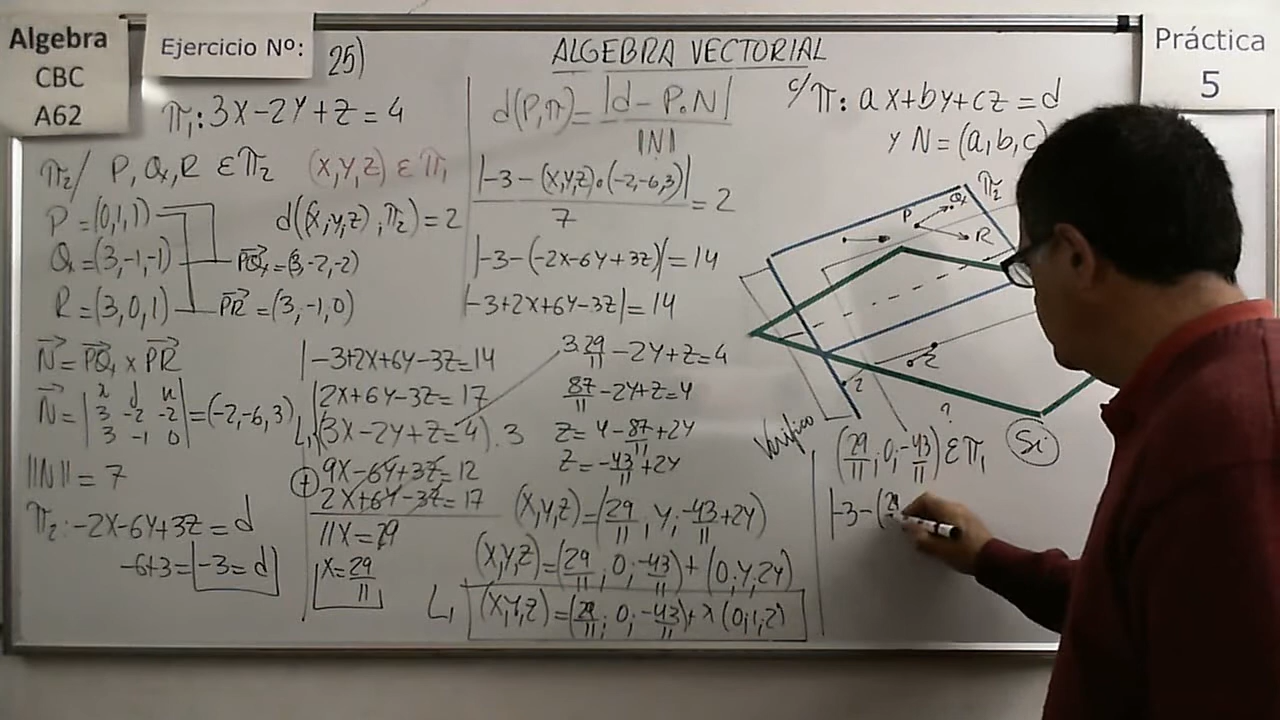 Algebra
CBC
A62
Ejercicio Nº:
25)
ALGEBRA VECTORIAL
Práctica
5
π₁: 3X-2Y+Z=4
π₂/ P, Q, R ∈ π₂ (X,Y,Z) ∈ π₁
P=(0,1,1) d((X,Y,Z),π₂)=2
Q=(3,-1,-1) PQ=(3,-2,-2)
R=(3,0,1) PR=(3,-1,0)
N=PQ x PR
N=|3 -2 -2|=(-2,-6,3)
3 -1 0
||N||=7
π₂: -2X-6Y+3Z=d
-6+3=-3=d
|-3+2X+6Y-3Z|=14
2X+6Y-3Z=17
L₁ (3X-2Y+Z=4).3
+ 9X-6Y+3Z=12
2X+6Y-3Z=17
11X=29
X=29/11
d(P,π)=|d-P•N|/||N||
c/π: ax+by+cz=d
y N=(a,b,c)
|-3-(X,Y,Z)•(-2,-6,3)|/7=2
|-3-(-2X-6Y+3Z)|=14
|-3+2X+6Y-3Z|=14
3.29/11-2Y+Z=4
87/11-2Y+Z=4
Z=4-87/11+2Y
Z=-43/11+2Y
(X,Y,Z)=(29/11, Y, -43/11+2Y)
(X,Y,Z)=(29/11; 0; -43/11)+(0,Y,2Y)
L₁ (X,Y,Z)=(29/11; 0; -43/11)+λ(0,1,2)
π₂
P
Q
R
2
2
Verifico
?
(29/11; 0; -43/11) ∈ π₁ Si
|-3-(29